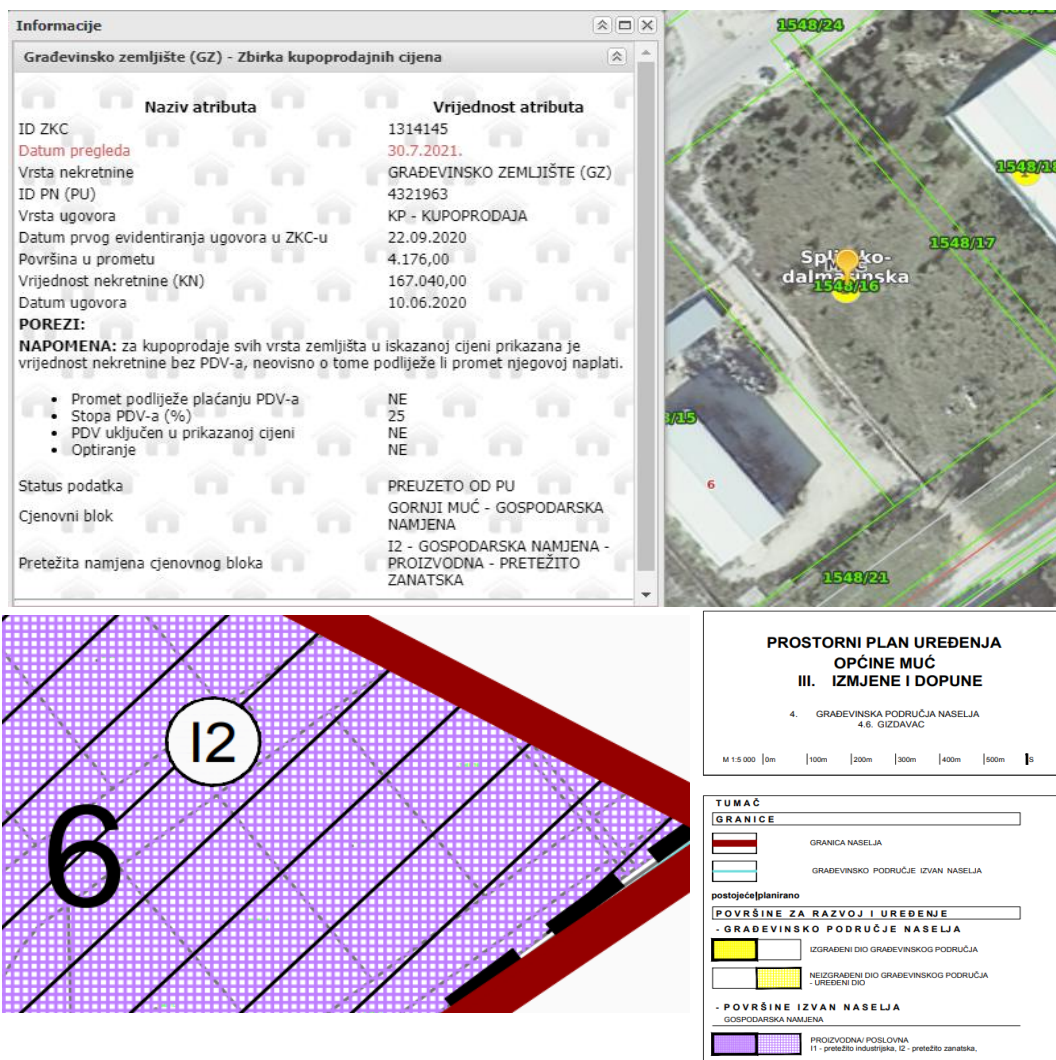 Informacije
Građevinsko zemljište (GZ) - Zbirka kupoprodajnih cijena
Naziv atributa Vrijednost atributa
ID ZKC 1314145
Datum pregleda 30.7.2021.
Vrsta nekretnine GRAĐEVINSKO ZEMLJIŠTE (GZ)
ID PN (PU) 4321963
Vrsta ugovora KP - KUPOPRODAJA
Datum prvog evidentiranja ugovora u ZKC-u 22.09.2020
Površina u prometu 4.176,00
Vrijednost nekretnine (KN) 167.040,00
Datum ugovora 10.06.2020
POREZI:
NAPOMENA: za kupoprodaje svih vrsta zemljišta u iskazanoj cijeni prikazana je
vrijednost nekretnine bez PDV-a, neovisno o tome podliježe li promet njegovoj naplati.
• Promet podliježe plaćanju PDV-a NE
• Stopa PDV-a (%) 25
• PDV uključen u prikazanoj cijeni NE
• Optiranje NE
Status podatka PREUZETO OD PU
Cjenovni blok GORNJI MUĆ - GOSPODARSKA
NAMJENA
Pretežita namjena cjenovnog bloka I2 - GOSPODARSKA NAMJENA -
PROIZVODNA - PRETEŽITO
ZANATSKA
1548/24
1548/18
1548/17
Splitsko-
dalmatinska
1548/16
3/15
6
1548/21
I2
6
PROSTORNI PLAN UREĐENJA
OPĆINE MUĆ
III. IZMJENE I DOPUNE
4. GRAĐEVINSKA PODRUČJA NASELJA
4.6. GIZDAVAC
M 1:5 000 0m 100m 200m 300m 400m 500m S
TUMAČ
GRANICE
GRANICA NASELJA
GRAĐEVINSKO PODRUČJE IZVAN NASELJA
postojeće|planirano
POVRŠINE ZA RAZVOJ I UREĐENJE
- GRAĐEVINSKO PODRUČJE NASELJA
IZGRAĐENI DIO GRAĐEVINSKOG PODRUČJA
NEIZGRAĐENI DIO GRAĐEVINSKOG PODRUČJA
- UREĐENI DIO
- POVRŠINE IZVAN NASELJA
GOSPODARSKA NAMJENA
PROIZVODNA/ POSLOVNA
I1 - pretežito industrijska, I2 - pretežito zanatska,